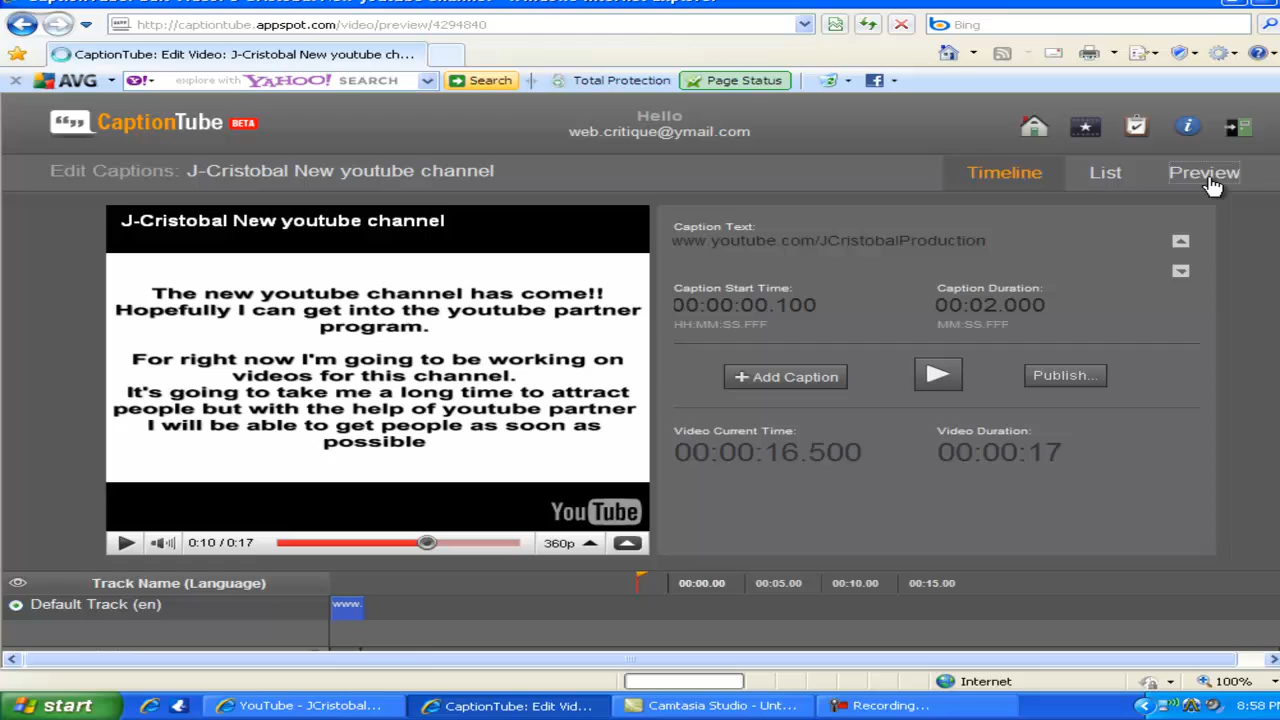 http://captiontube.appspot.com/video/preview/4294840
Bing
CaptionTube: Edit Video: J-Cristobal New youtube ch...
AVG
Y! explore with YAHOO! SEARCH
Search
Total Protection
Page Status
CaptionTube BETA
Hello
web.critique@ymail.com
Edit Captions: J-Cristobal New youtube channel
Timeline
List
Preview
J-Cristobal New youtube channel
The new youtube channel has come!!
Hopefully I can get into the youtube partner
program.
For right now I'm going to be working on
videos for this channel.
It's going to take me a long time to attract
people but with the help of youtube partner
I will be able to get people as soon as
possible
YouTube
0:10 / 0:17
360p
Caption Text:
www.youtube.com/JCristobalProduction
Caption Start Time:
Caption Duration:
00:00:00.100
00:02.000
HH:MM:SS.FFF
MM:SS.FFF
+ Add Caption
Publish...
Video Current Time:
Video Duration:
00:00:16.500
00:00:17
Track Name (Language)
00:00.00
00:05.00
00:10.00
00:15.00
Default Track (en)
www.
Internet
100%
start
YouTube - JCristobal...
CaptionTube: Edit Vid...
Camtasia Studio - Unt...
Recording...
8:58 PM